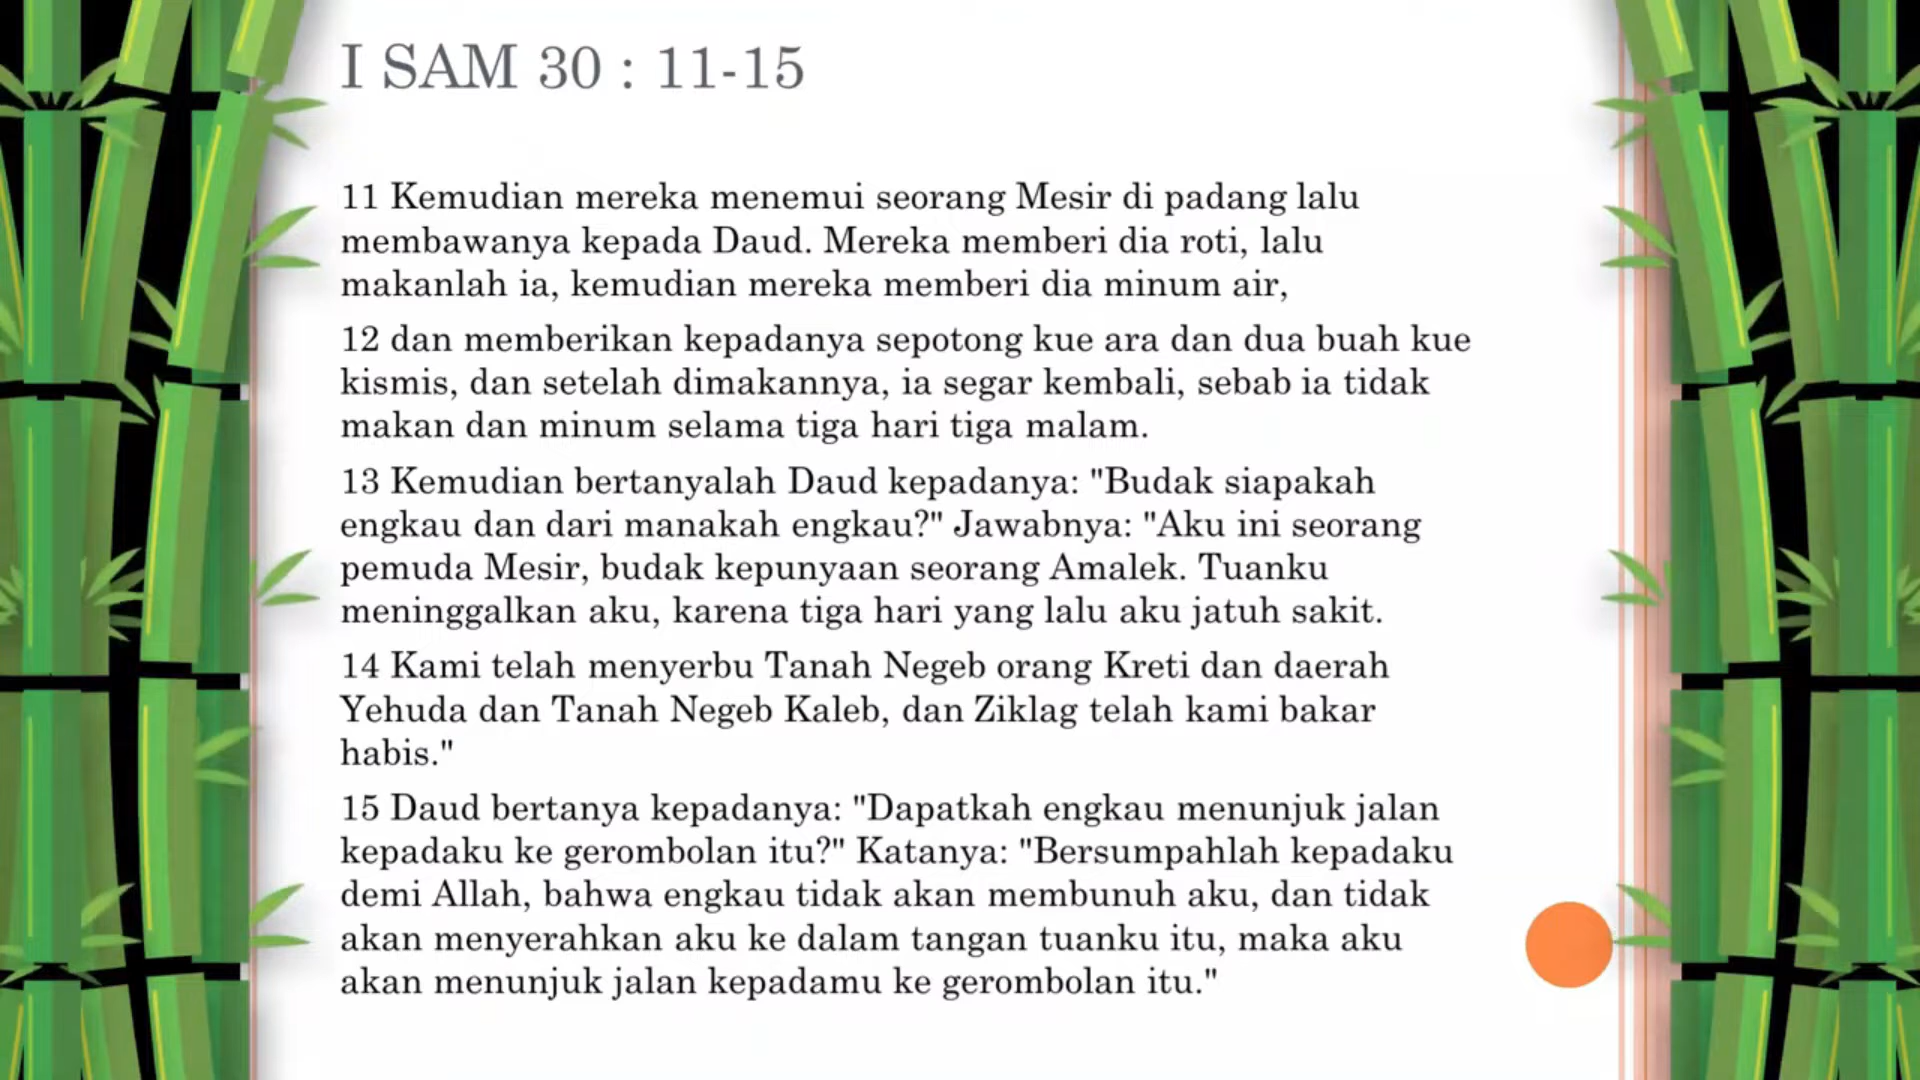 I SAM 30 : 11-15
11 Kemudian mereka menemui seorang Mesir di padang lalu
membawanya kepada Daud. Mereka memberi dia roti, lalu
makanlah ia, kemudian mereka memberi dia minum air,
12 dan memberikan kepadanya sepotong kue ara dan dua buah kue
kismis, dan setelah dimakannya, ia segar kembali, sebab ia tidak
makan dan minum selama tiga hari tiga malam.
13 Kemudian bertanyalah Daud kepadanya: "Budak siapakah
engkau dan dari manakah engkau?" Jawabnya: "Aku ini seorang
pemuda Mesir, budak kepunyaan seorang Amalek. Tuanku
meninggalkan aku, karena tiga hari yang lalu aku jatuh sakit.
14 Kami telah menyerbu Tanah Negeb orang Kreti dan daerah
Yehuda dan Tanah Negeb Kaleb, dan Ziklag telah kami bakar
habis."
15 Daud bertanya kepadanya: "Dapatkah engkau menunjuk jalan
kepadaku ke gerombolan itu?" Katanya: "Bersumpahlah kepadaku
demi Allah, bahwa engkau tidak akan membunuh aku, dan tidak
akan menyerahkan aku ke dalam tangan tuanku itu, maka aku
akan menunjuk jalan kepadamu ke gerombolan itu."